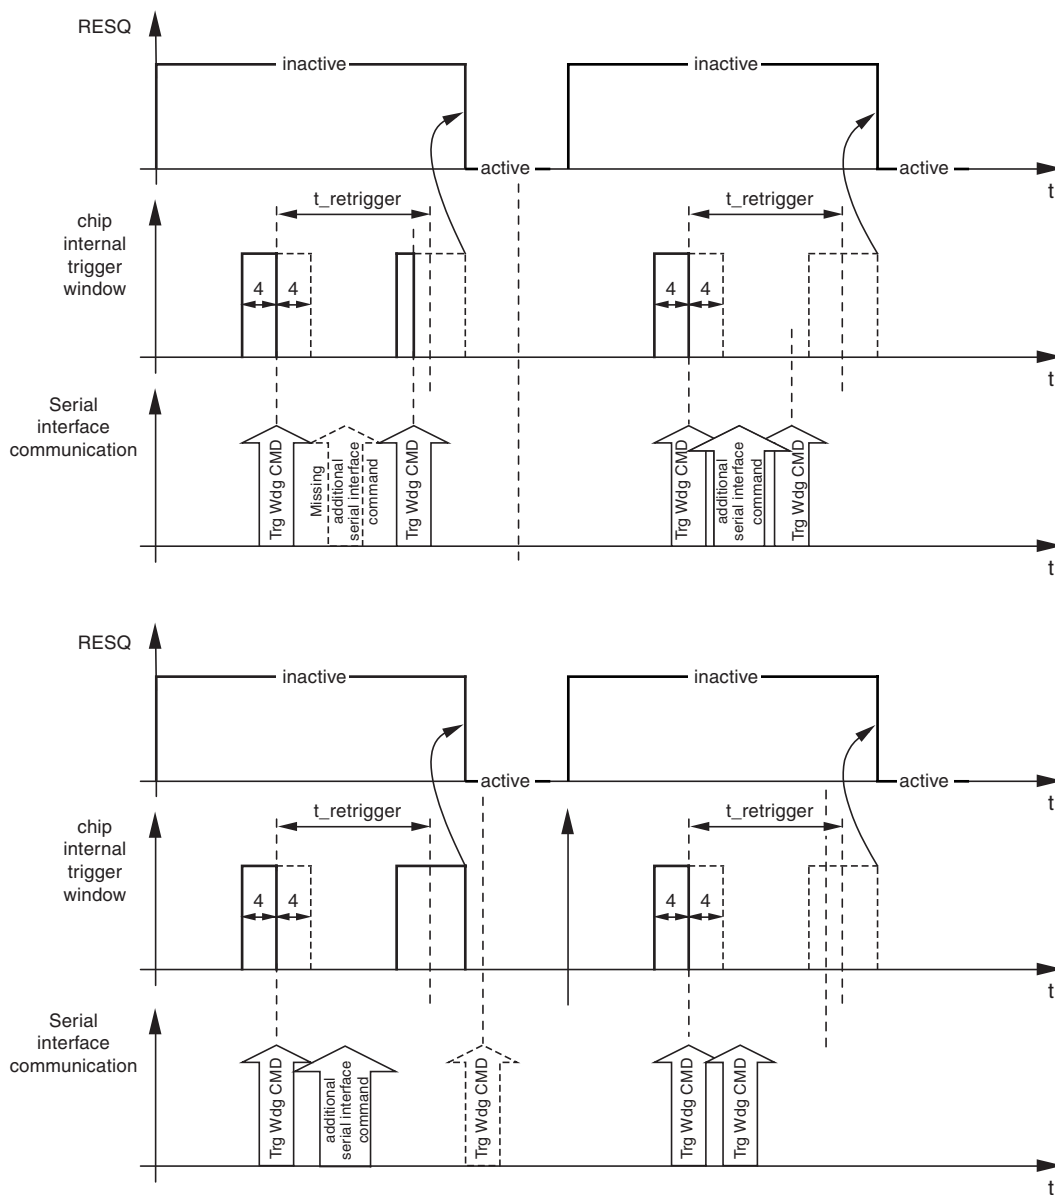 RESQ
inactive
inactive
active
active
t
chip
internal
trigger
window
t_retrigger
t_retrigger
4
4
4
4
t
Serial
interface
communication
Trg Wdg CMD
Missing
additional
serial interface
command
Trg Wdg CMD
Trg Wdg CMD
additional
serial interface
command
Trg Wdg CMD
t
RESQ
inactive
inactive
active
active
t
chip
internal
trigger
window
t_retrigger
t_retrigger
4
4
4
4
t
Serial
interface
communication
Trg Wdg CMD
additional
serial interface
command
Trg Wdg CMD
Trg Wdg CMD
Trg Wdg CMD
t